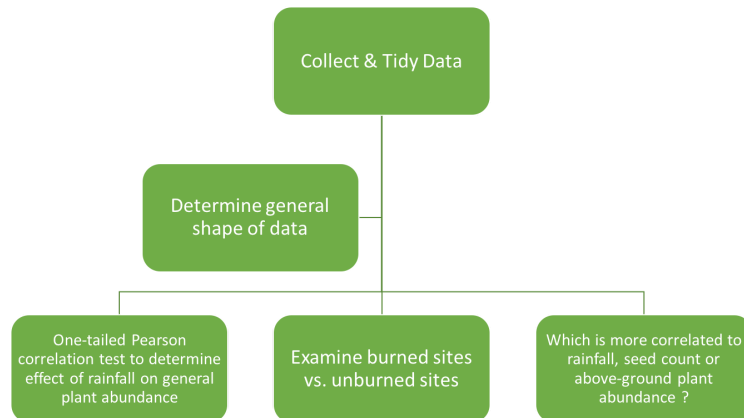 Collect & Tidy Data
Determine general
shape of data
One-tailed Pearson
correlation test to determine
effect of rainfall on general
plant abundance
Examine burned sites
vs. unburned sites
Which is more correlated to
rainfall, seed count or
above-ground plant
abundance ?